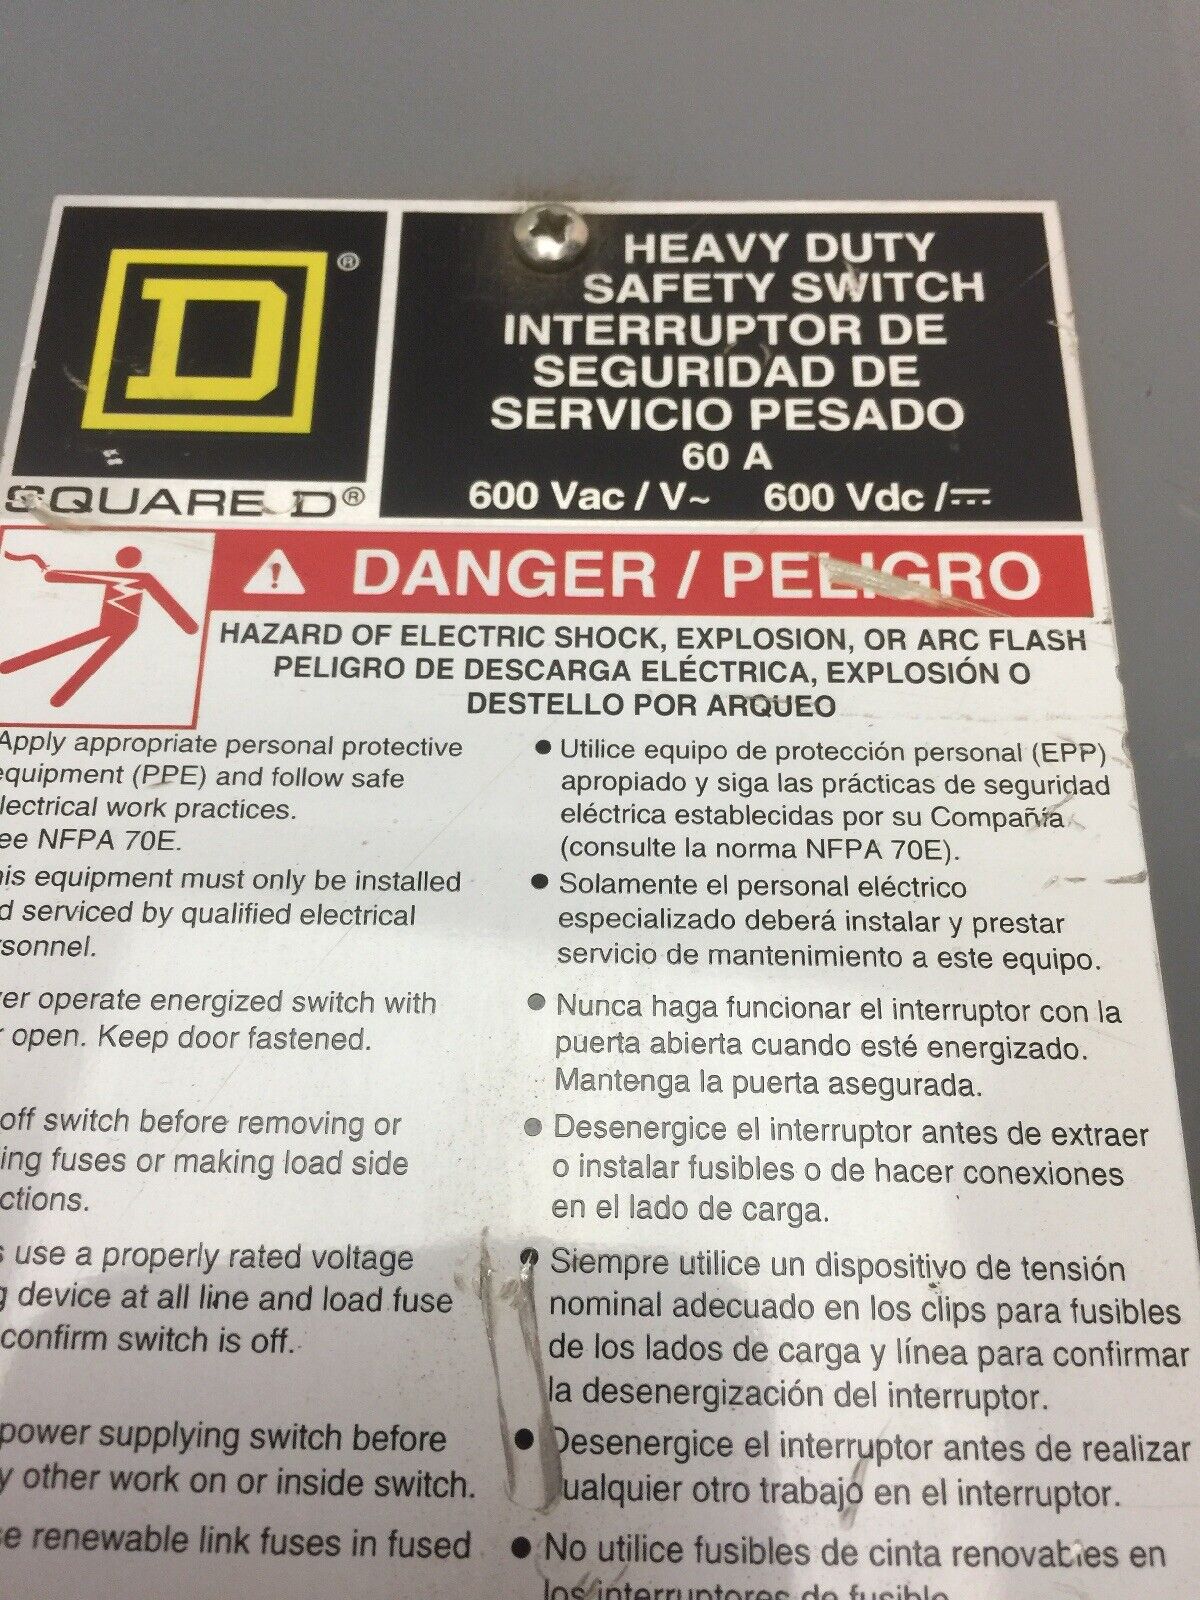 D ®
SQUARE D®
HEAVY DUTY
SAFETY SWITCH
INTERRUPTOR DE
SEGURIDAD DE
SERVICIO PESADO
60 A
600 Vac / V~ 600 Vdc /⎓
DANGER / PELIGRO
HAZARD OF ELECTRIC SHOCK, EXPLOSION, OR ARC FLASH
PELIGRO DE DESCARGA ELÉCTRICA, EXPLOSIÓN O
DESTELLO POR ARQUEO
Apply appropriate personal protective
equipment (PPE) and follow safe
lectrical work practices.
ee NFPA 70E.
his equipment must only be installed
d serviced by qualified electrical
rsonnel.
er operate energized switch with
r open. Keep door fastened.
off switch before removing or
ing fuses or making load side
ctions.
s use a properly rated voltage
g device at all line and load fuse
confirm switch is off.
power supplying switch before
y other work on or inside switch.
se renewable link fuses in fused
● Utilice equipo de protección personal (EPP)
apropiado y siga las prácticas de seguridad
eléctrica establecidas por su Compañía
(consulte la norma NFPA 70E).
● Solamente el personal eléctrico
especializado deberá instalar y prestar
servicio de mantenimiento a este equipo.
● Nunca haga funcionar el interruptor con la
puerta abierta cuando esté energizado.
Mantenga la puerta asegurada.
● Desenergice el interruptor antes de extraer
o instalar fusibles o de hacer conexiones
en el lado de carga.
● Siempre utilice un dispositivo de tensión
nominal adecuado en los clips para fusibles
de los lados de carga y línea para confirmar
la desenergización del interruptor.
● Desenergice el interruptor antes de realizar
cualquier otro trabajo en el interruptor.
● No utilice fusibles de cinta renovables en
los interruptores de fusible